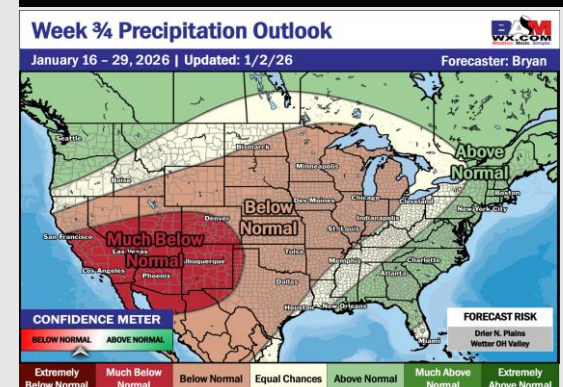 Week ¾ Precipitation Outlook
BAM
WX.COM
Weather Made. Simple.
January 16 – 29, 2026 | Updated: 1/2/26
Forecaster: Bryan
Seattle
Bismarck
Boise
Minneapolis
Above
Normal
Boston
Des Moines
Chicago
Cleveland
New York City
Below
Normal
Denver
Indianapolis
San Francisco
St. Louis
Much Below
Normal
Las Vegas
Los Angeles
Albuquerque
Phoenix
Tulsa
Memphis
Charlotte
Atlanta
Dallas
Houston
New Orleans
Miami
CONFIDENCE METER
BELOW NORMAL
ABOVE NORMAL
FORECAST RISK
Drier N. Plains
Wetter OH Valley
Extremely
Below Normal
Much Below
Normal
Below Normal
Equal Chances
Above Normal
Much Above
Normal
Extremely
Above Normal